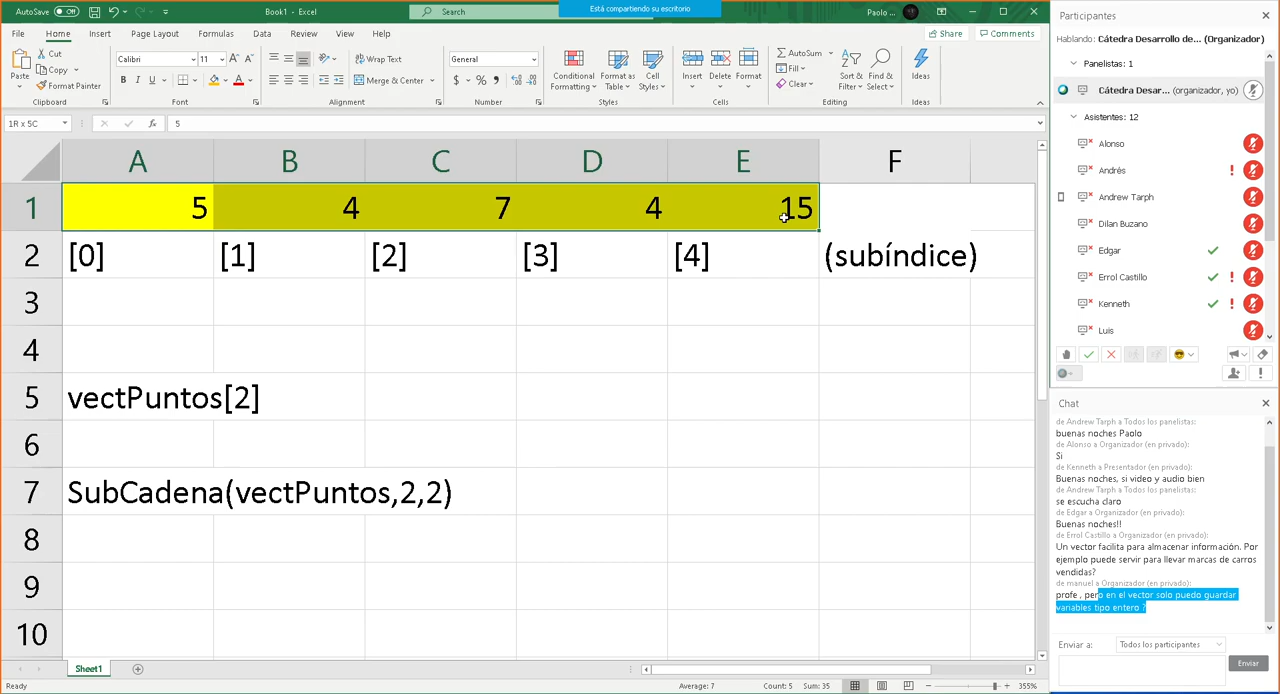 AutoSave Off Book1 - Excel Search Está compartiendo su escritorio Paolo ...
File Home Insert Page Layout Formulas Data Review View Help Share Comments
Paste Cut Copy Format Painter Clipboard
Calibri 11 B I U A Font
Wrap Text Merge & Center Alignment
General $ % Number
Conditional Formatting Format as Table Cell Styles Styles
Insert Delete Format Cells
AutoSum Fill Clear Sort & Filter Find & Select Editing
Ideas Ideas
1R x 5C fx 5
A B C D E F
1 5 4 7 4 15
2 [0] [1] [2] [3] [4] (subíndice)
3
4
5 vectPuntos[2]
6
7 SubCadena(vectPuntos,2,2)
8
9
10
Sheet1
Ready Average: 7 Count: 5 Sum: 35 355%
Participantes
Hablando: Cátedra Desarrollo de... (Organizador)
Panelistas: 1
Cátedra Desar... (organizador, yo)
Asistentes: 12
Alonso
Andrés
Andrew Tarph
Dilan Buzano
Edgar
Errol Castillo
Kenneth
Luis
Chat
de Andrew Tarph a Todos los panelistas:
buenas noches Paolo
de Alonso a Organizador (en privado):
Si
de Kenneth a Presentador (en privado):
Buenas noches, si video y audio bien
de Andrew Tarph a Todos los panelistas:
se escucha claro
de Edgar a Organizador (en privado):
Buenas noches!!
de Errol Castillo a Organizador (en privado):
Un vector facilita para almacenar información. Por
ejemplo puede servir para llevar marcas de carros
vendidas?
de manuel a Organizador (en privado):
profe , pero en el vector solo puedo guardar
variables tipo entero ?
Enviar a: Todos los participantes
Enviar